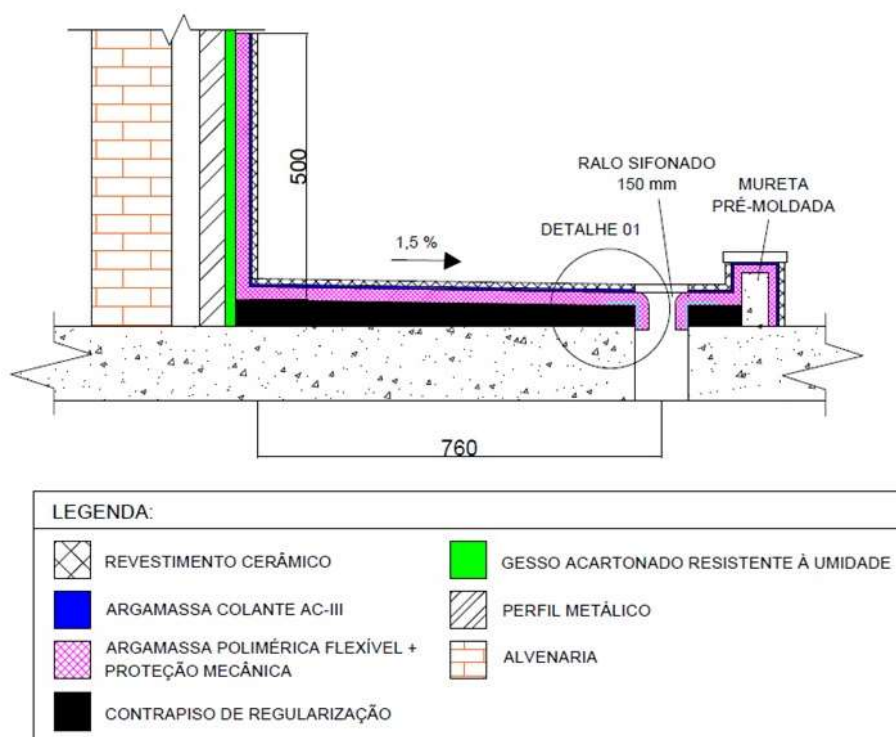 500
1,5 %
DETALHE 01
RALO SIFONADO
150 mm
MURETA
PRÉ-MOLDADA
760
LEGENDA:
REVESTIMENTO CERÂMICO
ARGAMASSA COLANTE AC-III
ARGAMASSA POLIMÉRICA FLEXÍVEL +
PROTEÇÃO MECÂNICA
CONTRAPISO DE REGULARIZAÇÃO
GESSO ACARTONADO RESISTENTE À UMIDADE
PERFIL METÁLICO
ALVENARIA